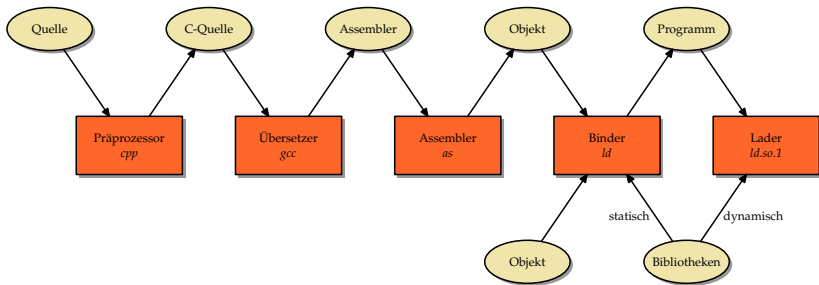 Quelle
C-Quelle
Assembler
Objekt
Programm
Präprozessor
cpp
Übersetzer
gcc
Assembler
as
Binder
ld
Lader
ld.so.1
statisch
dynamisch
Objekt
Bibliotheken